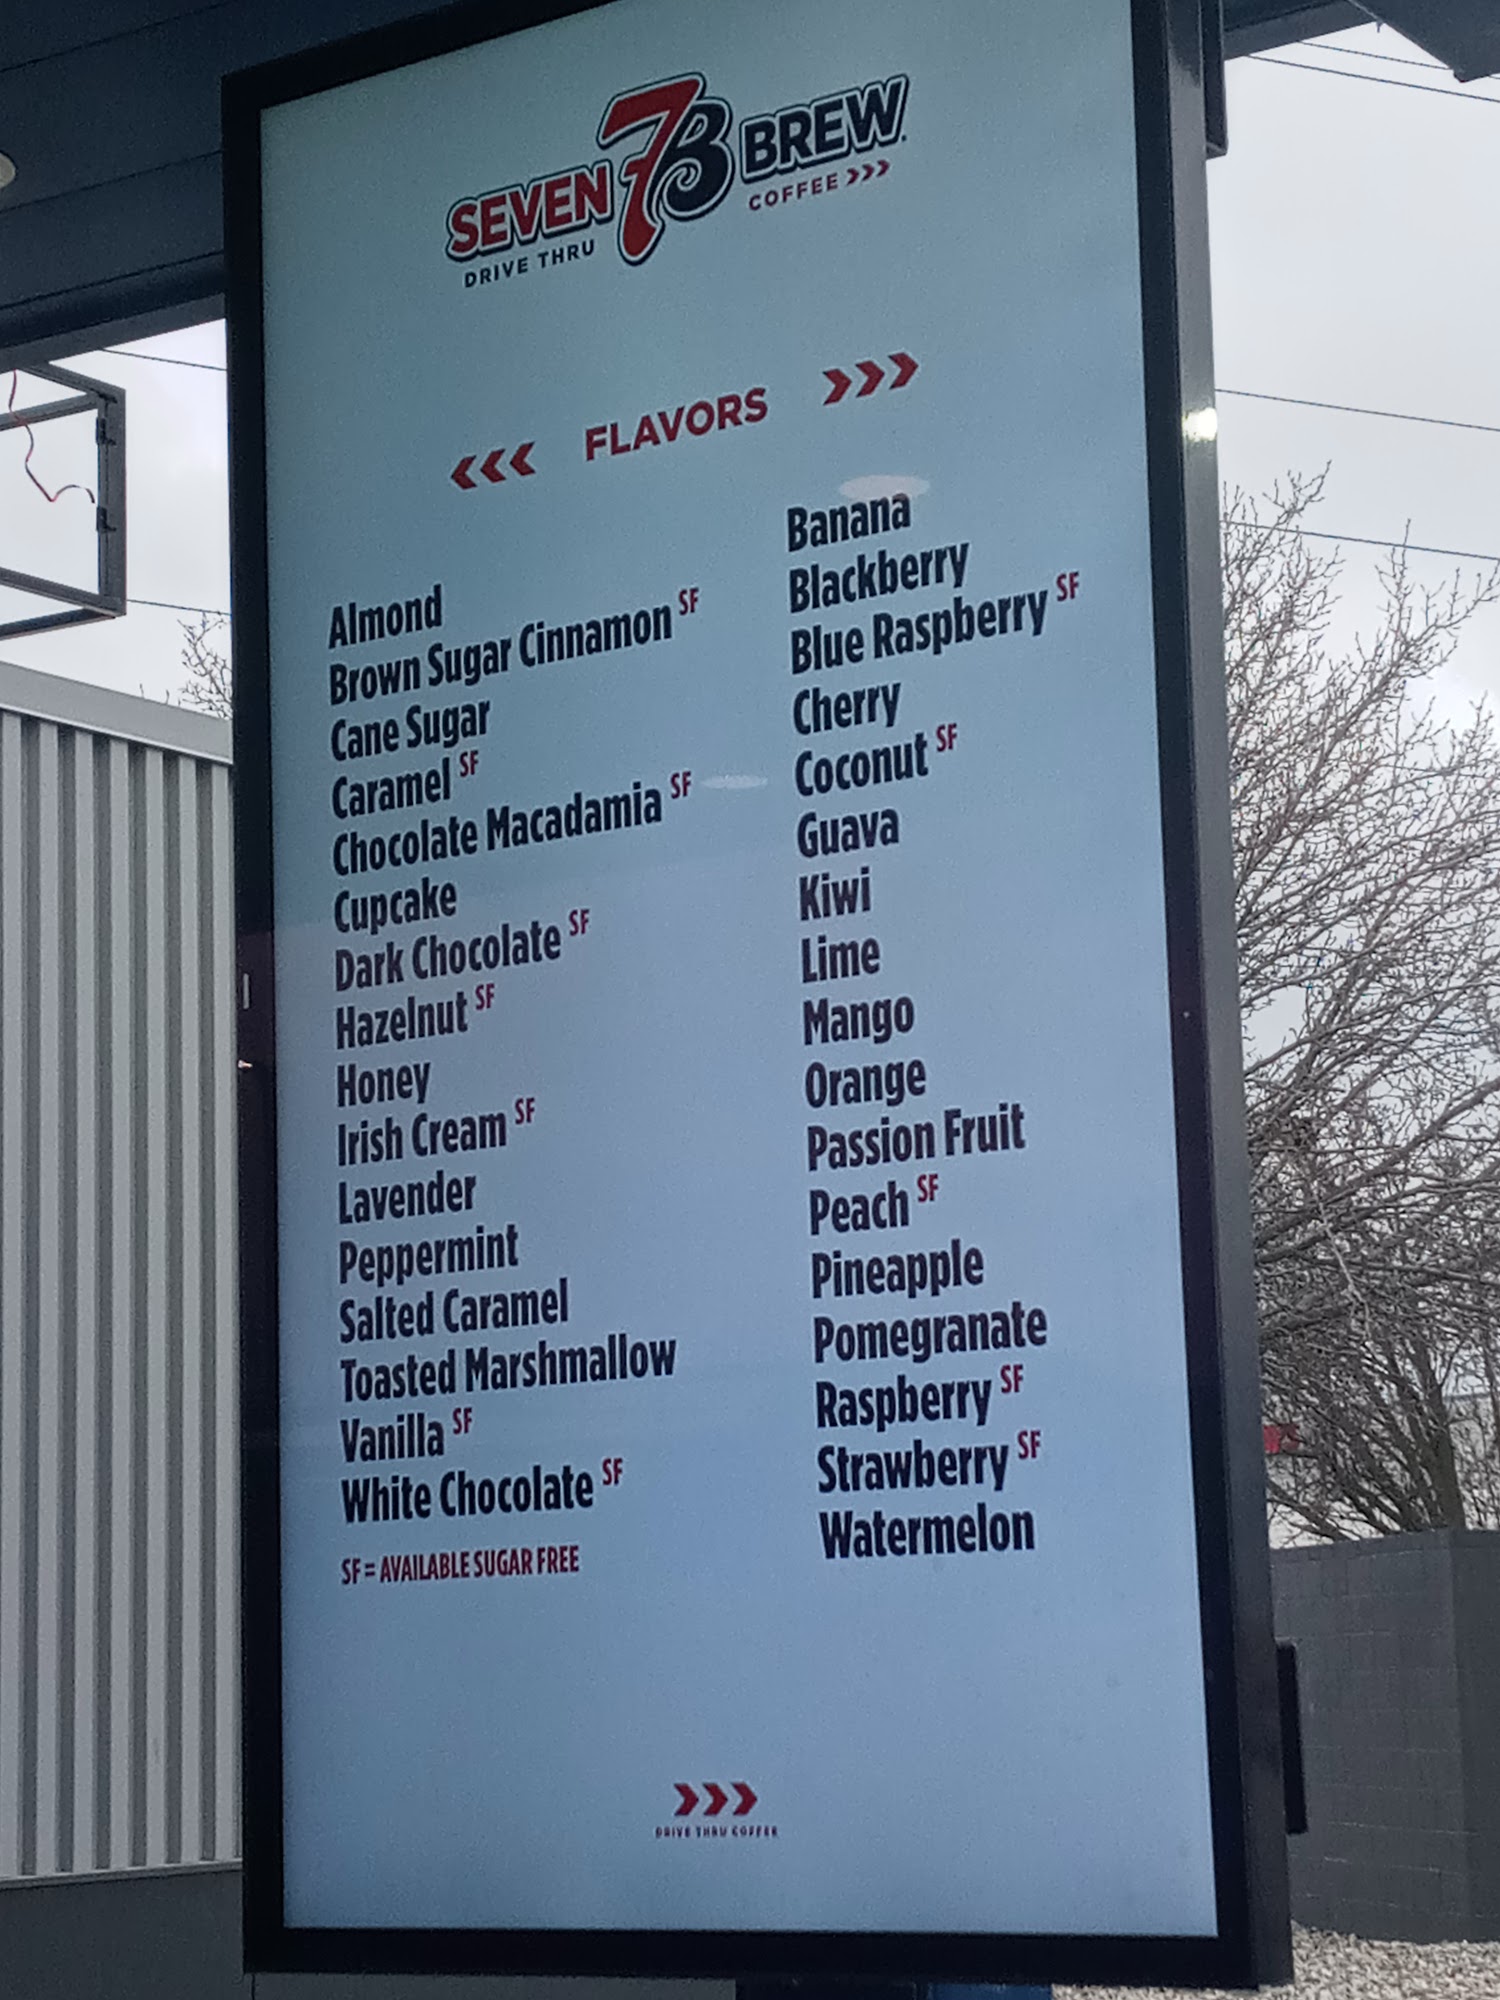 SEVEN 7B BREW
DRIVE THRU COFFEE >>>
<<< FLAVORS >>>
Almond
Brown Sugar Cinnamon SF
Cane Sugar
Caramel SF
Chocolate Macadamia SF
Cupcake
Dark Chocolate SF
Hazelnut SF
Honey
Irish Cream SF
Lavender
Peppermint
Salted Caramel
Toasted Marshmallow
Vanilla SF
White Chocolate SF
SF = AVAILABLE SUGAR FREE
Banana
Blackberry
Blue Raspberry SF
Cherry
Coconut SF
Guava
Kiwi
Lime
Mango
Orange
Passion Fruit
Peach SF
Pineapple
Pomegranate
Raspberry SF
Strawberry SF
Watermelon
>>>
DRIVE THRU COFFEE